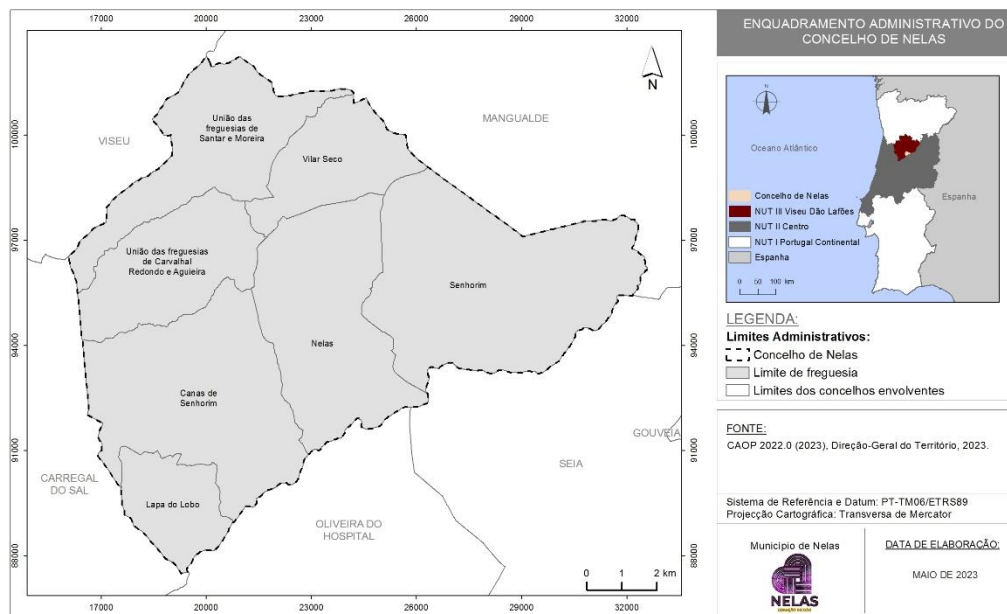 17000 20000 23000 26000 29000 32000
ENQUADRAMENTO ADMINISTRATIVO DO
CONCELHO DE NELAS
N
VISEU
MANGUALDE
União das
freguesias de
Santar e Moreira
Vilar Seco
União das freguesias
de Carvalhal
Redondo e Aguieira
Senhorim
Nelas
Canas de
Senhorim
Lapa do Lobo
CARREGAL
DO SAL
OLIVEIRA DO
HOSPITAL
SEIA
GOUVEIA
100000
97000
94000
91000
88000
100000
97000
94000
91000
88000
0 1 2 km
17000 20000 23000 26000 29000 32000
N
Oceano Atlântico
Espanha
Concelho de Nelas
NUT III Viseu Dão Lafões
NUT II Centro
NUT I Portugal Continental
Espanha
0 50 100 km
LEGENDA:
Limites Administrativos:
Concelho de Nelas
Limite de freguesia
Limites dos concelhos envolventes
FONTE:
CAOP 2022.0 (2023), Direção-Geral do Território, 2023.
Sistema de Referência e Datum: PT-TM06/ETRS89
Projecção Cartográfica: Transversa de Mercator
Município de Nelas
NELAS
DATA DE ELABORAÇÃO:
MAIO DE 2023